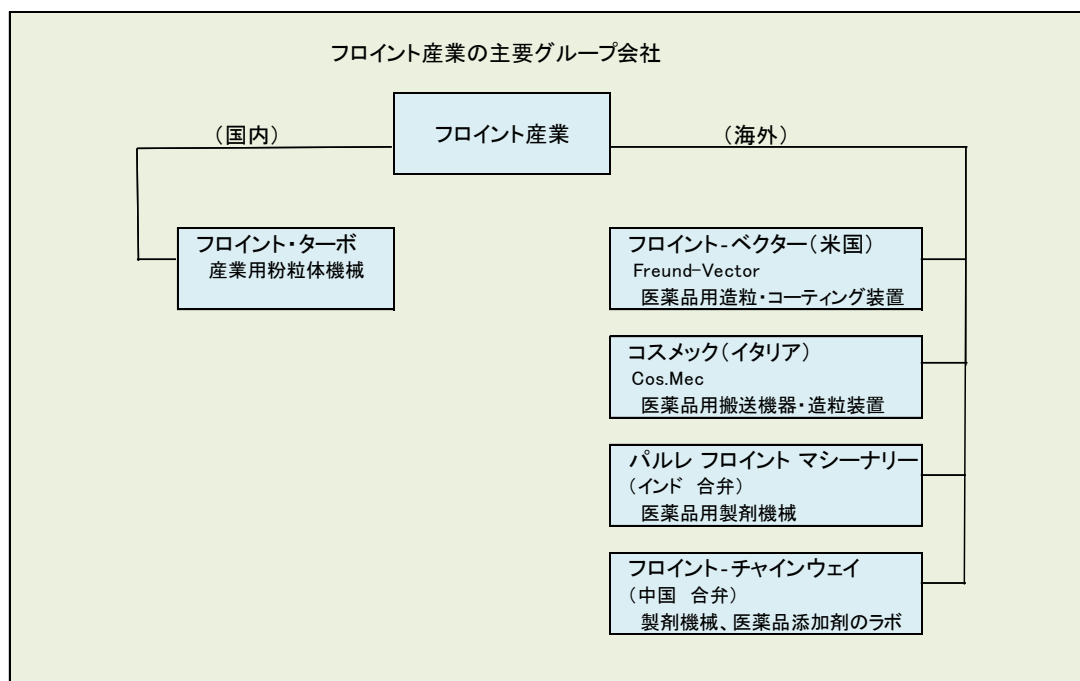 フロイント産業の主要グループ会社
（国内）
フロイント産業
（海外）
フロイント・ターボ
産業用粉粒体機械
フロイント-ベクター（米国）
Freund-Vector
医薬品用造粒・コーティング装置
コスメック（イタリア）
Cos.Mec
医薬品用搬送機器・造粒装置
パルレ フロイント マシーナリー
（インド 合弁）
医薬品用製剤機械
フロイント-チャインウェイ
（中国 合弁）
製剤機械、医薬品添加剤のラボ